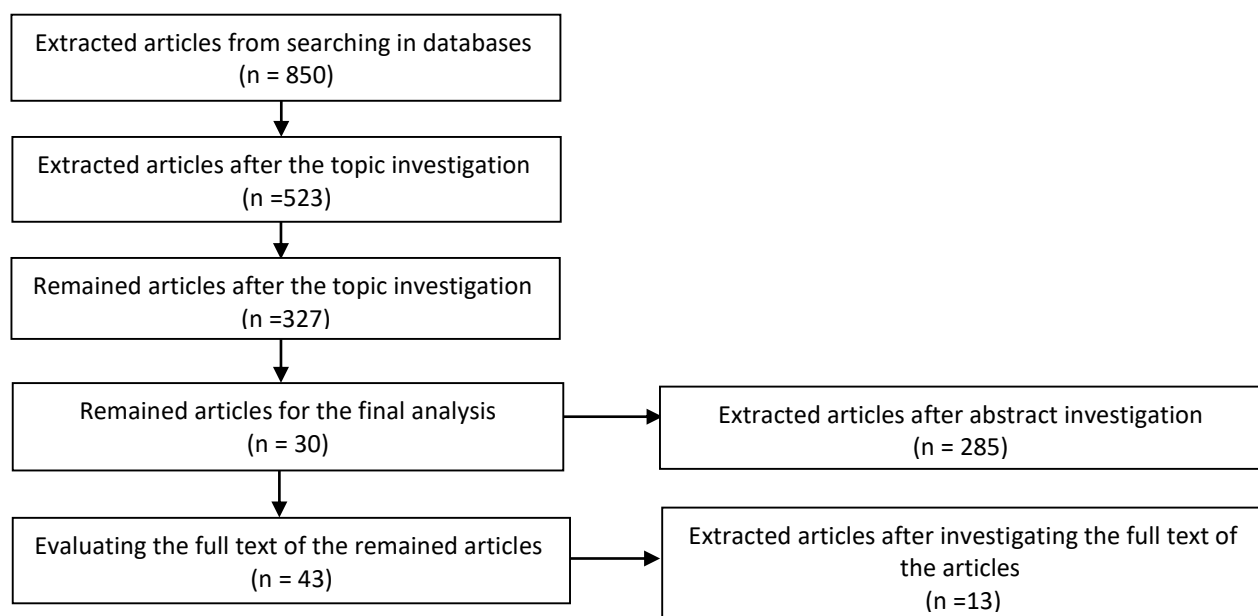 Extracted articles from searching in databases
(n = 850)
Extracted articles after the topic investigation
(n =523)
Remained articles after the topic investigation
(n =327)
Remained articles for the final analysis
(n = 30)
Extracted articles after abstract investigation
(n = 285)
Evaluating the full text of the remained articles
(n = 43)
Extracted articles after investigating the full text of
the articles
(n =13)